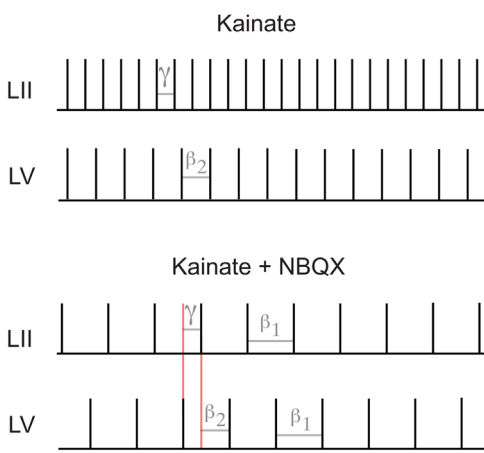 Kainate
LII
γ
LV
β2
Kainate + NBQX
LII
γ
β1
LV
β2
β1